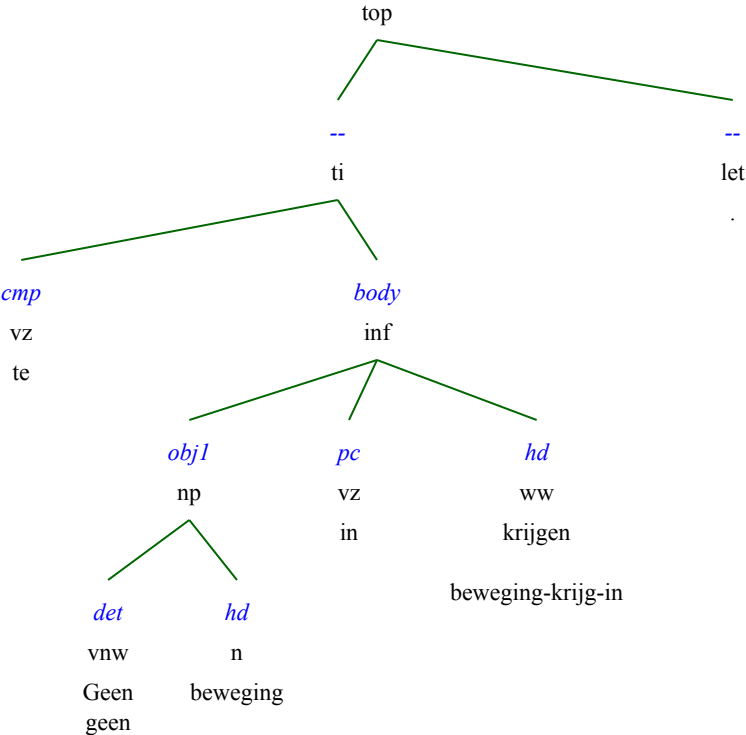 top
-- --
ti let
.
cmp body
vz inf
te
obj1 pc hd
np vz ww
in krijgen
beweging-krijg-in
det hd
vnw n
Geen beweging
geen